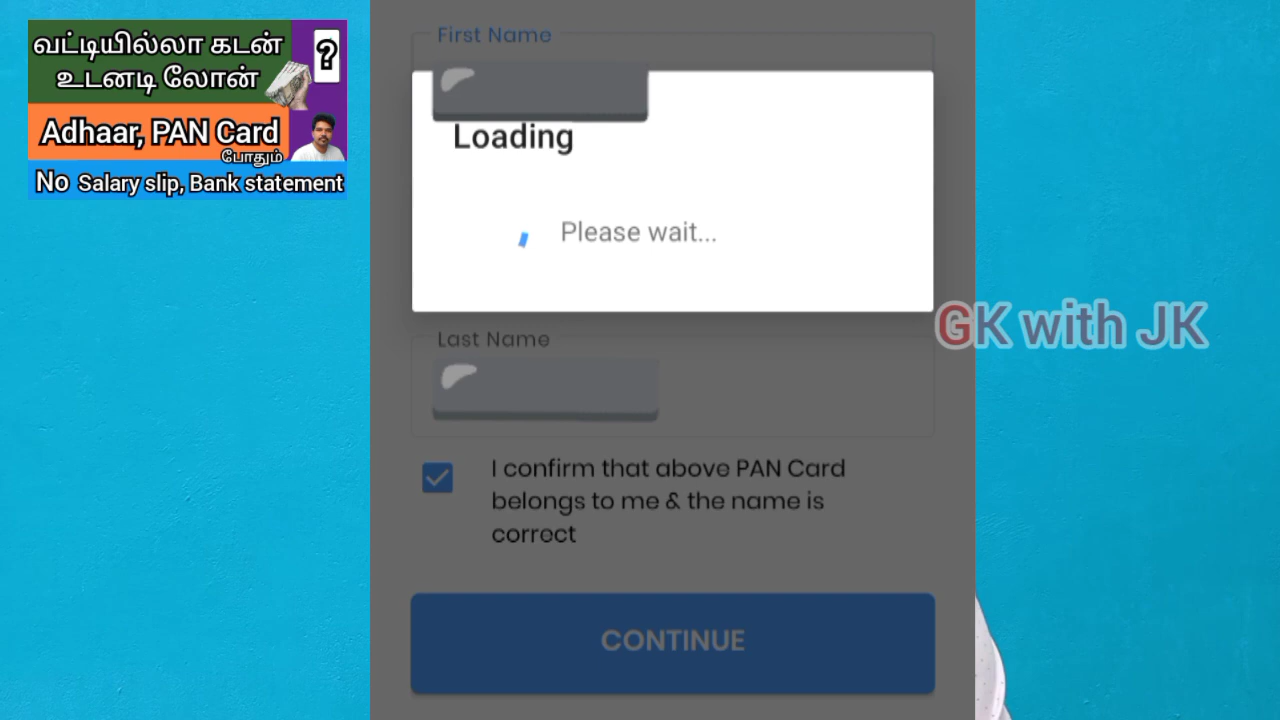 வட்டியில்லா கடன்
உடனடி லோன்
?
Adhaar, PAN Card
போதும்
No Salary slip, Bank statement
First Name
Loading
Please wait...
GK with JK
Last Name
I confirm that above PAN Card
belongs to me & the name is
correct
CONTINUE